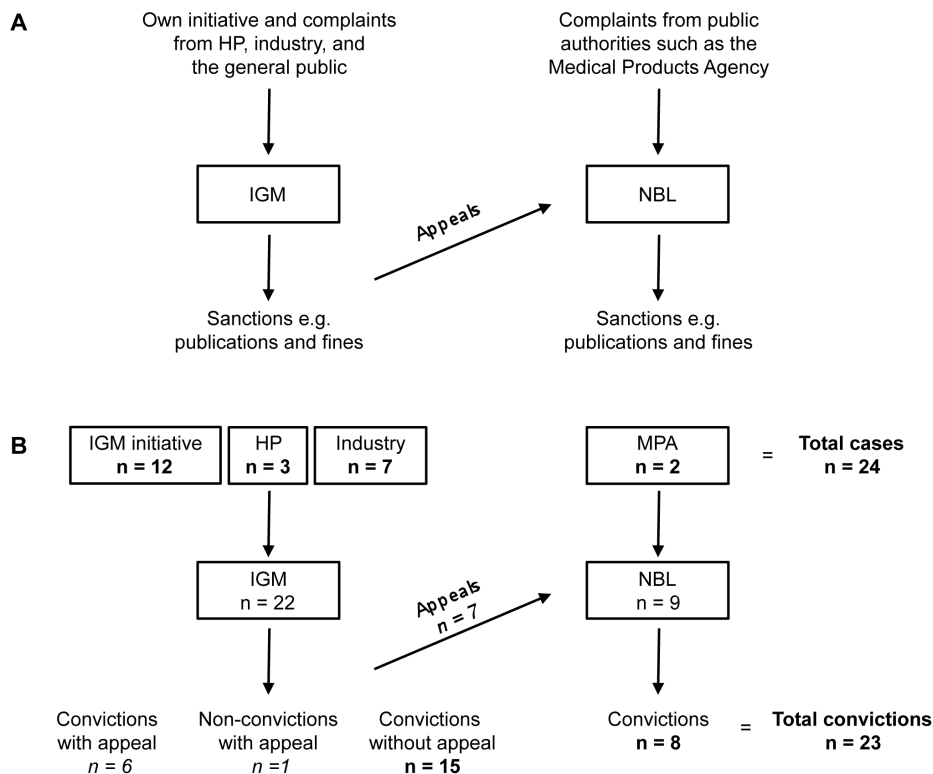 A
Own initiative and complaints
from HP, industry, and
the general public
Complaints from public
authorities such as the
Medical Products Agency
IGM
NBL
Appeals
Sanctions e.g.
publications and fines
Sanctions e.g.
publications and fines
B
IGM initiative
n = 12
HP
n = 3
Industry
n = 7
MPA
n = 2
=
Total cases
n = 24
IGM
n = 22
Appeals
n = 7
NBL
n = 9
Convictions
with appeal
n = 6
Non-convictions
with appeal
n =1
Convictions
without appeal
n = 15
Convictions
n = 8
=
Total convictions
n = 23